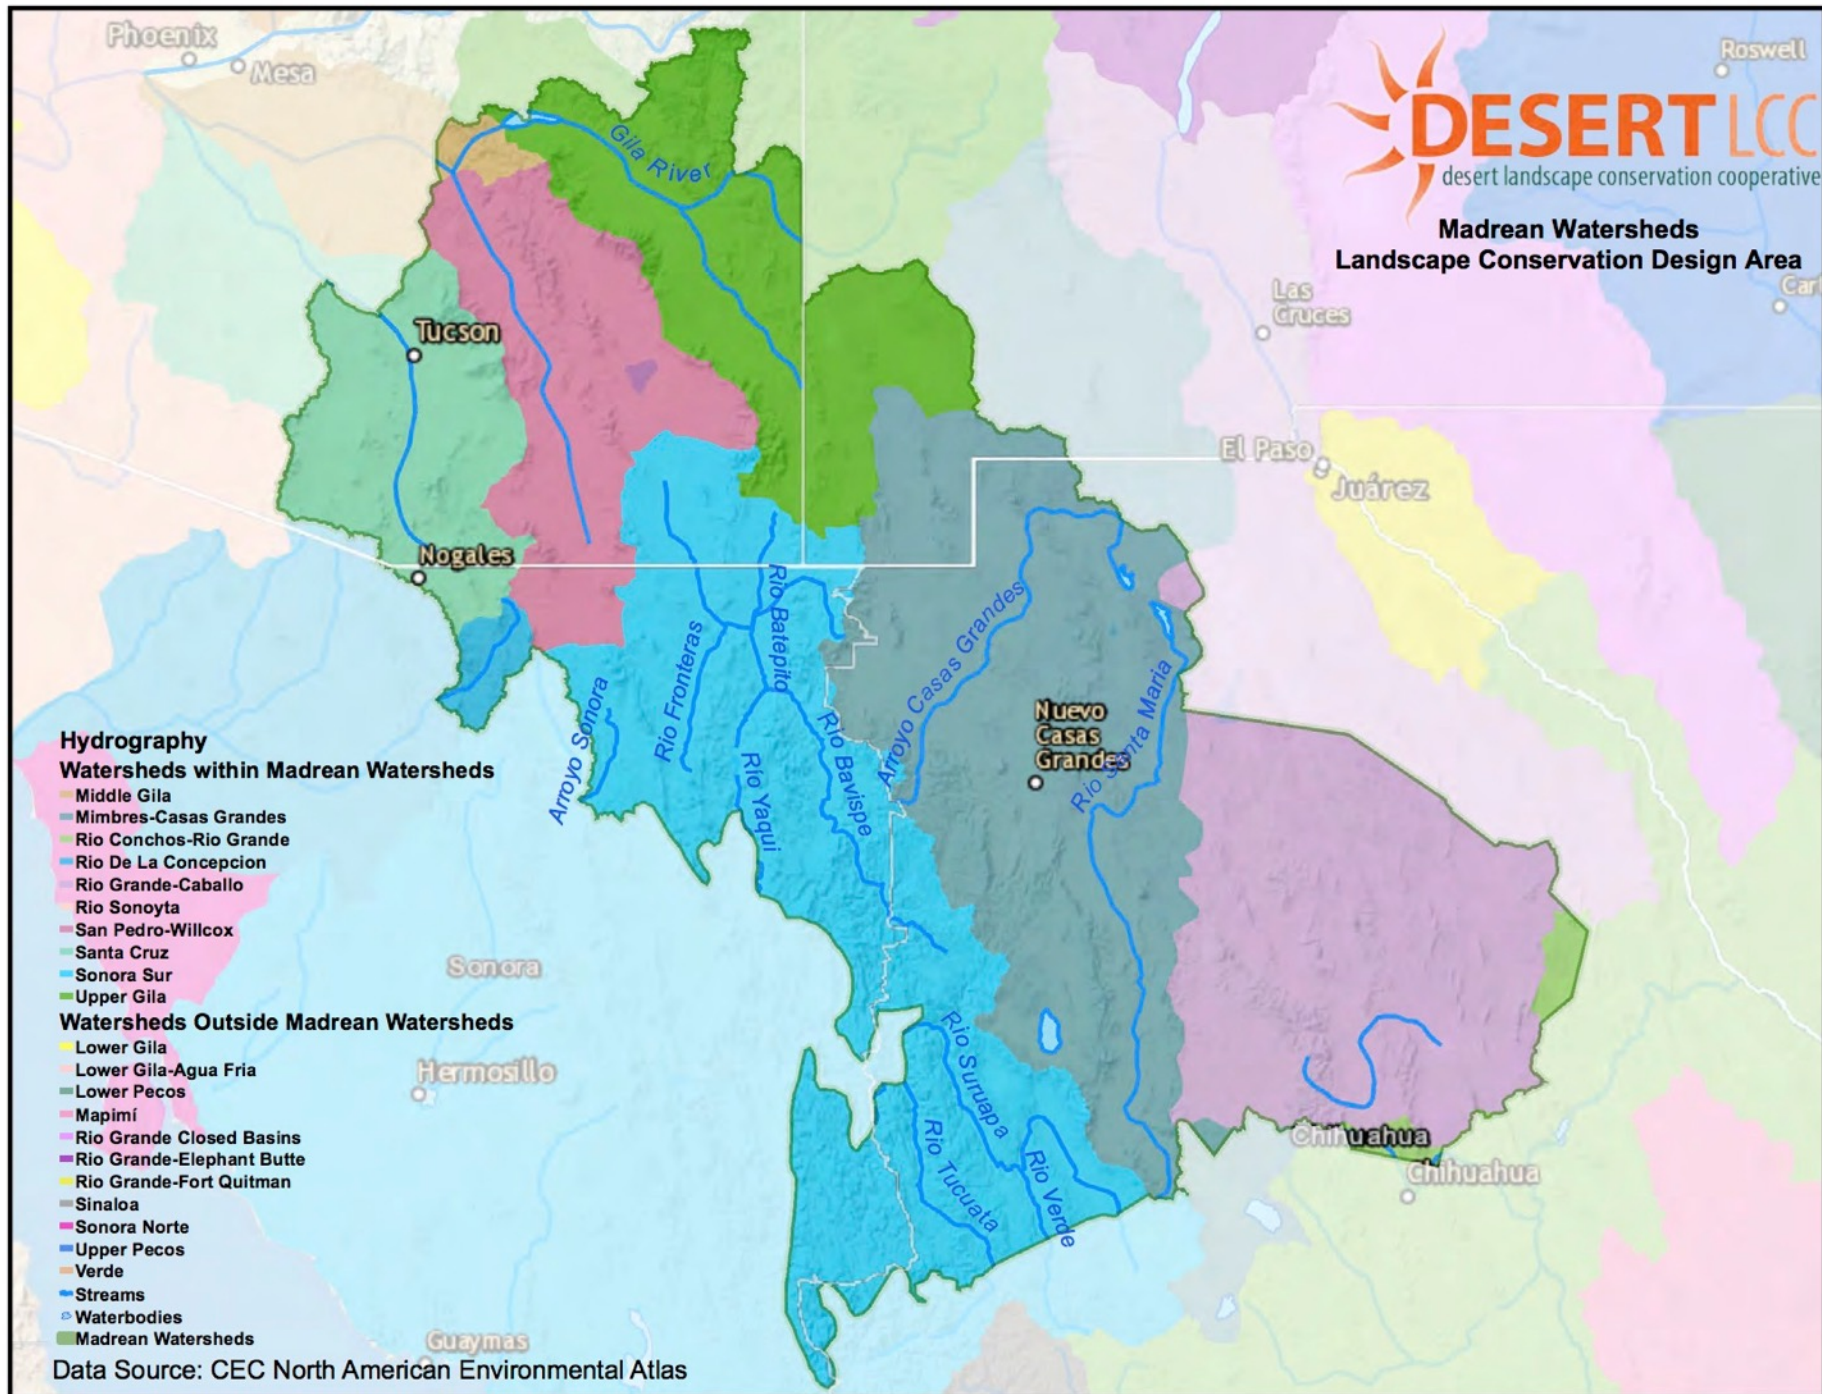 Phoenix
Mesa
Roswell
DESERT LCC
desert landscape conservation cooperative
Madrean Watersheds
Landscape Conservation Design Area
Gila River
Las
Cruces
Carl
Tucson
El Paso
Juárez
Nogales
Rio Batepito
Rio Fronteras
Arroyo Sonora
Arroyo Casas Grandes
Rio Santa Maria
Nuevo
Casas
Grandes
Rio Bavispe
Río Yaqui
Hydrography
Watersheds within Madrean Watersheds
Middle Gila
Mimbres-Casas Grandes
Rio Conchos-Rio Grande
Rio De La Concepcion
Rio Grande-Caballo
Rio Sonoyta
San Pedro-Willcox
Santa Cruz
Sonora Sur
Upper Gila
Watersheds Outside Madrean Watersheds
Lower Gila
Lower Gila-Agua Fria
Lower Pecos
Mapimí
Rio Grande Closed Basins
Rio Grande-Elephant Butte
Rio Grande-Fort Quitman
Sinaloa
Sonora Norte
Upper Pecos
Verde
Streams
Waterbodies
Madrean Watersheds
Sonora
Hermosillo
Guaymas
Rio Suruapa
Rio Tucuata
Rio Verde
Chihuahua
Chihuahua
Data Source: CEC North American Environmental Atlas